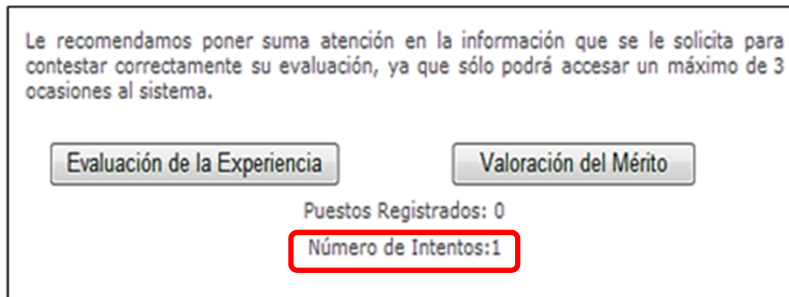 Le recomendamos poner suma atención en la información que se le solicita para
contestar correctamente su evaluación, ya que sólo podrá accesar un máximo de 3
ocasiones al sistema.
Evaluación de la Experiencia
Valoración del Mérito
Puestos Registrados: 0
Número de Intentos:1